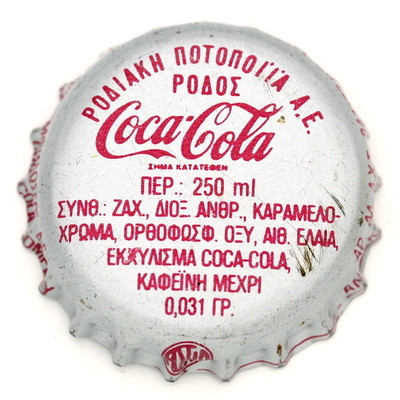 ΡΟΔΙΑΚΗ ΠΟΤΟΠΟΙΪΑ Α.Ε.
ΡΟΔΟΣ
Coca-Cola
ΣΗΜΑ ΚΑΤΑΤΕΘΕΝ
ΠΕΡ.: 250 ml
ΣΥΝΘ.: ΖΑΧ., ΔΙΟΞ. ΑΝΘΡ., ΚΑΡΑΜΕΛΟ-
ΧΡΩΜΑ, ΟΡΘΟΦΩΣΦ. ΟΞΥ, ΑΙΘ. ΕΛΑΙΑ,
ΕΚΧΥΛΙΣΜΑ COCA-COLA,
ΚΑΦΕΪΝΗ ΜΕΧΡΙ
0,031 ΓΡ.